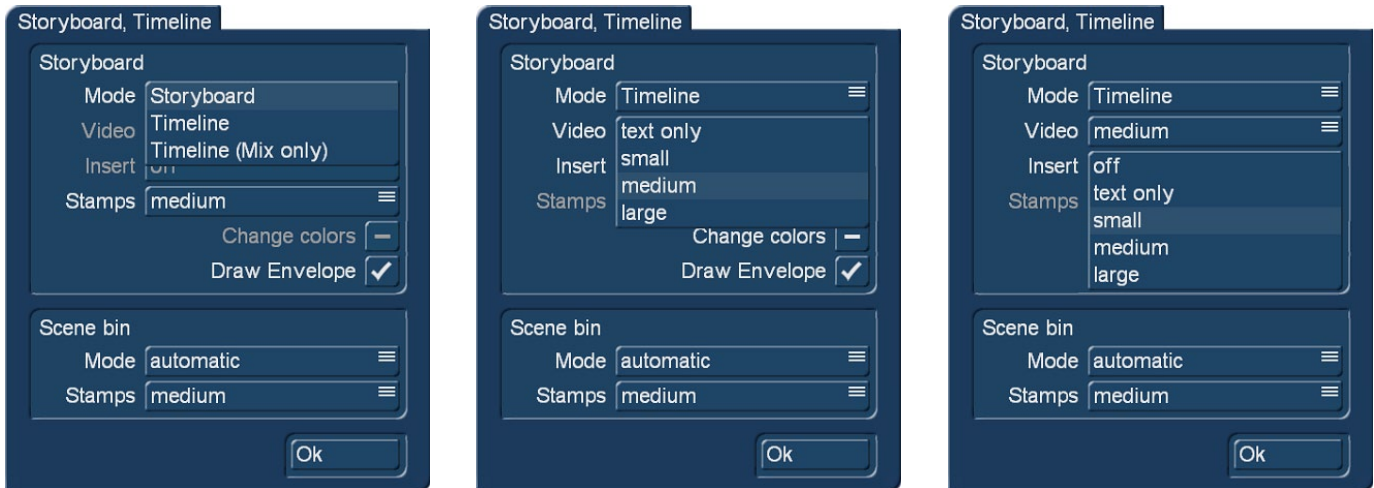 Storyboard, Timeline
Storyboard
Mode Storyboard
Timeline
Timeline (Mix only)
Video
Insert
Stamps medium
Change colors
Draw Envelope
Scene bin
Mode automatic
Stamps medium
Ok
Storyboard, Timeline
Storyboard
Mode Timeline
Video text only
small
medium
large
Insert
Stamps
Change colors
Draw Envelope
Scene bin
Mode automatic
Stamps medium
Ok
Storyboard, Timeline
Storyboard
Mode Timeline
Video medium
Insert off
text only
small
medium
large
Stamps
Scene bin
Mode automatic
Stamps medium
Ok